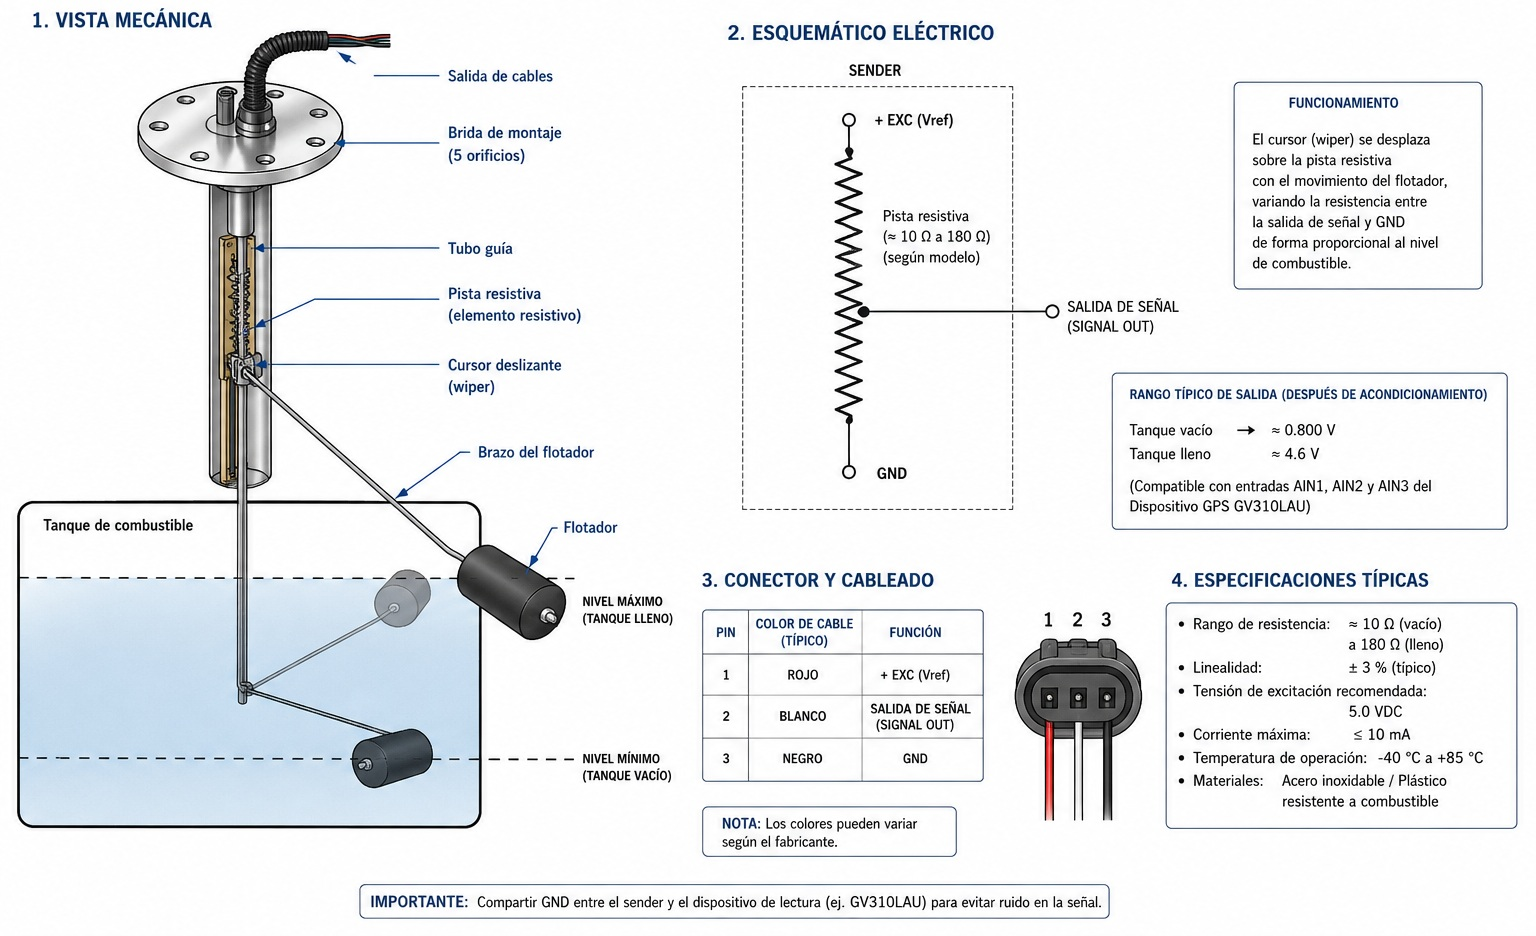 1. VISTA MECÁNICA
Salida de cables
Brida de montaje
(5 orificios)
Tubo guía
Pista resistiva
(elemento resistivo)
Cursor deslizante
(wiper)
Brazo del flotador
Flotador
Tanque de combustible
NIVEL MÁXIMO
(TANQUE LLENO)
NIVEL MÍNIMO
(TANQUE VACÍO)
2. ESQUEMÁTICO ELÉCTRICO
SENDER
+ EXC (Vref)
Pista resistiva
(≈ 10 Ω a 180 Ω)
(según modelo)
SALIDA DE SEÑAL
(SIGNAL OUT)
GND
FUNCIONAMIENTO
El cursor (wiper) se desplaza
sobre la pista resistiva
con el movimiento del flotador,
variando la resistencia entre
la salida de señal y GND
de forma proporcional al nivel
de combustible.
RANGO TÍPICO DE SALIDA (DESPUÉS DE ACONDICIONAMIENTO)
Tanque vacío → ≈ 0.800 V
Tanque lleno ≈ 4.6 V
(Compatible con entradas AIN1, AIN2 y AIN3 del
Dispositivo GPS GV310LAU)
3. CONECTOR Y CABLEADO
PIN COLOR DE CABLE (TÍPICO) FUNCIÓN
1 ROJO + EXC (Vref)
2 BLANCO SALIDA DE SEÑAL (SIGNAL OUT)
3 NEGRO GND
NOTA: Los colores pueden variar
según el fabricante.
1 2 3
4. ESPECIFICACIONES TÍPICAS
• Rango de resistencia: ≈ 10 Ω (vacío)
a 180 Ω (lleno)
• Linealidad: ± 3 % (típico)
• Tensión de excitación recomendada:
5.0 VDC
• Corriente máxima: ≤ 10 mA
• Temperatura de operación: -40 °C a +85 °C
• Materiales: Acero inoxidable / Plástico
resistente a combustible
IMPORTANTE: Compartir GND entre el sender y el dispositivo de lectura (ej. GV310LAU) para evitar ruido en la señal.